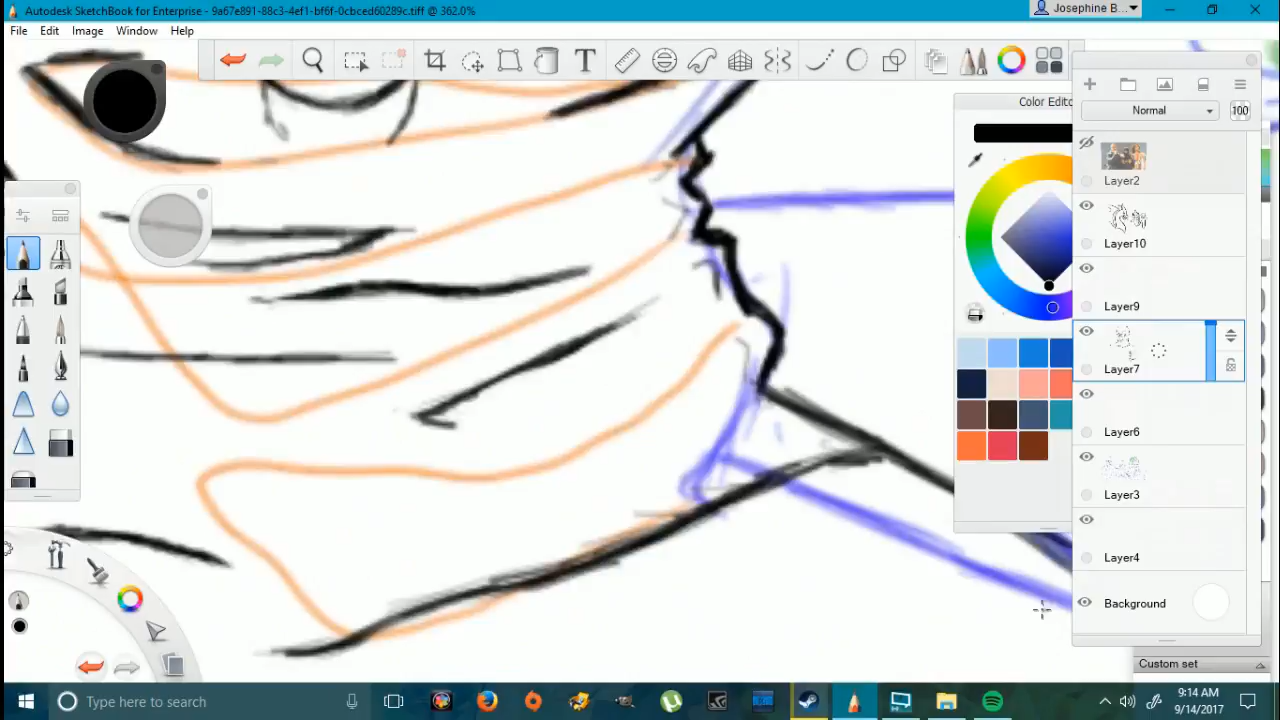 Autodesk SketchBook for Enterprise - 9a67e891-88c3-4ef1-bf6f-0cbced60289c.tiff @ 362.0%
Josephine B...
File Edit Image Window Help
T
Normal 100
Color Edito
Layer2
Layer10
Layer9
Layer7
Layer6
Layer3
Layer4
Background
Custom set
Type here to search
9:14 AM
9/14/2017